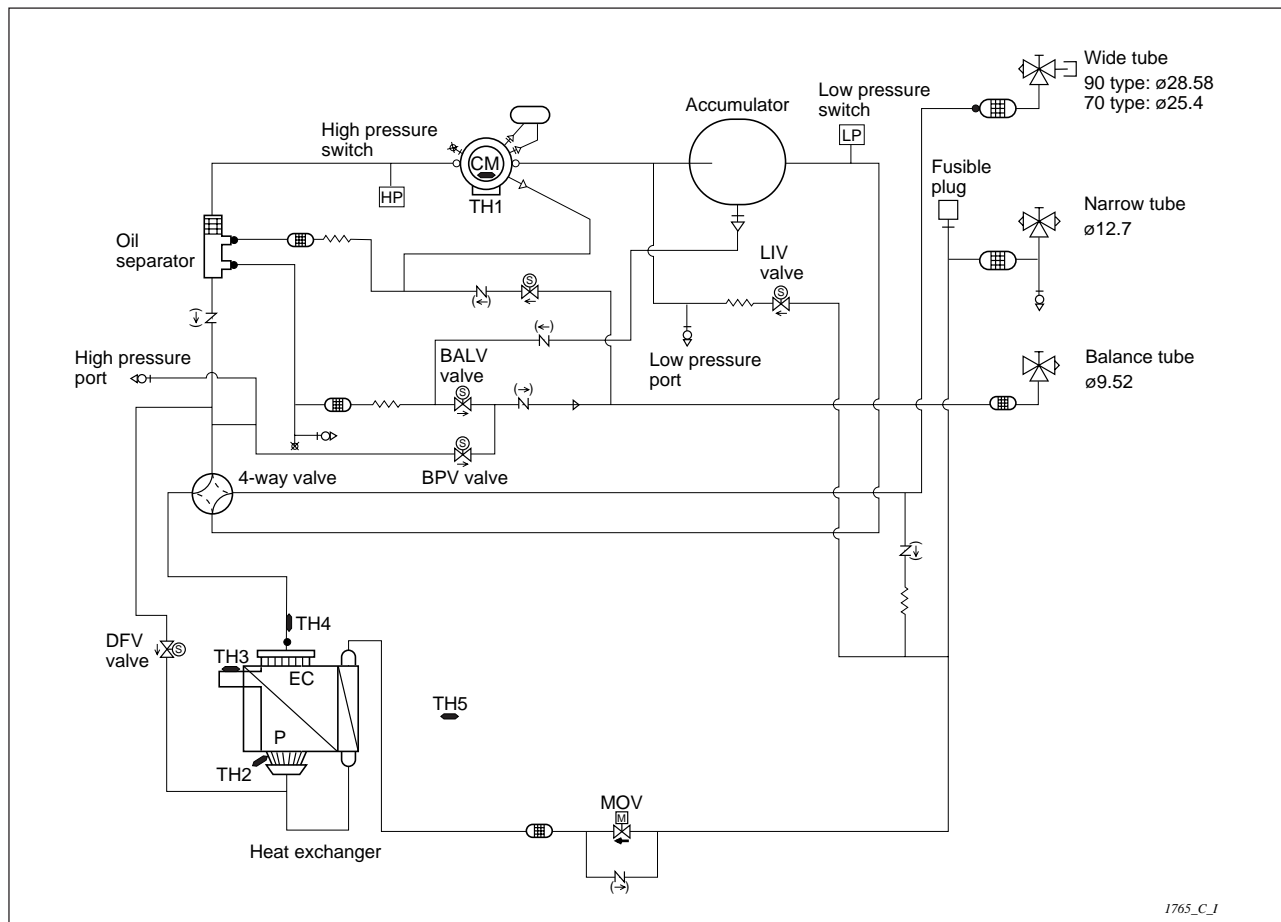 Wide tube
90 type: ø28.58
70 type: ø25.4
Low pressure
switch
Accumulator
LP
High pressure
switch
CM
Fusible
plug
HP
TH1
Narrow tube
ø12.7
Oil
separator
LIV
valve
S
S
High pressure
port
BALV
valve
Low pressure
port
Balance tube
ø9.52
S
S
4-way valve
BPV valve
TH4
DFV
valve
S
TH3
EC
TH5
P
TH2
MOV
M
Heat exchanger
1765_C_I